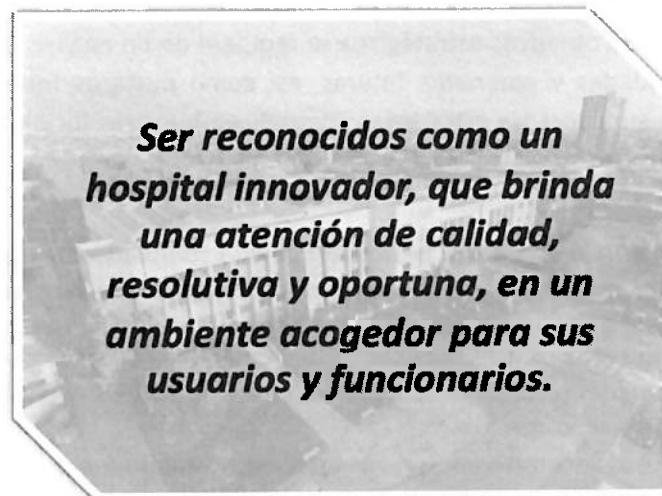 Ser reconocidos como un
hospital innovador, que brinda
una atención de calidad,
resolutiva y oportuna, en un
ambiente acogedor para sus
usuarios y funcionarios.